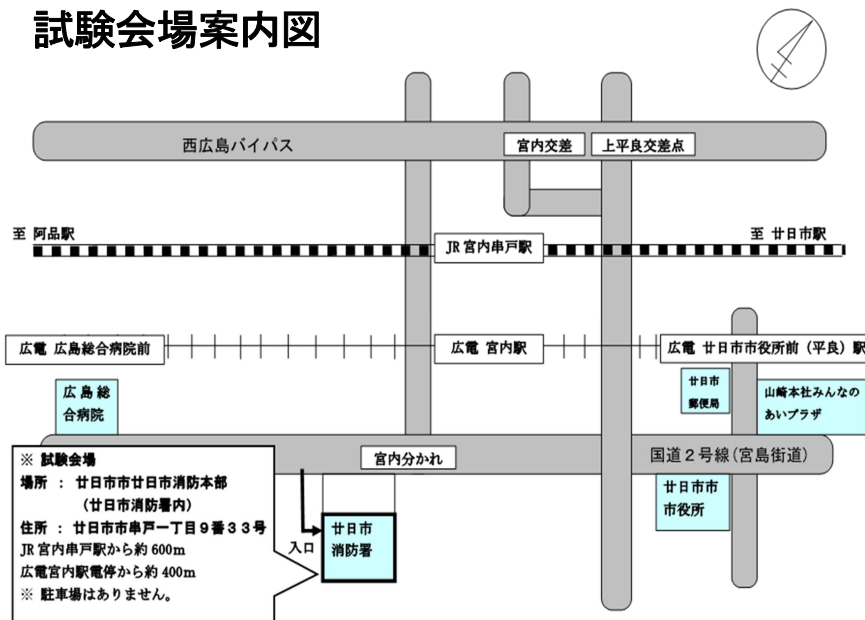 試験会場案内図
西広島バイパス
宮内交差
上平良交差点
至 阿品駅
至 廿日市駅
JR 宮内串戸駅
広電 広島総合病院前
広電 宮内駅
広電 廿日市市役所前（平良）駅
広島総
合病院
廿日市
郵便局
山崎本社みんなの
あいプラザ
宮内分かれ
国道２号線(宮島街道)
※ 試験会場
場所 ： 廿日市市廿日市消防本部
（廿日市消防署内）
住所 ： 廿日市市串戸一丁目９番３３号
JR 宮内串戸駅から約 600m
広電宮内駅電停から約 400m
※ 駐車場はありません。
入口
廿日市
消防署
廿日市市
市役所